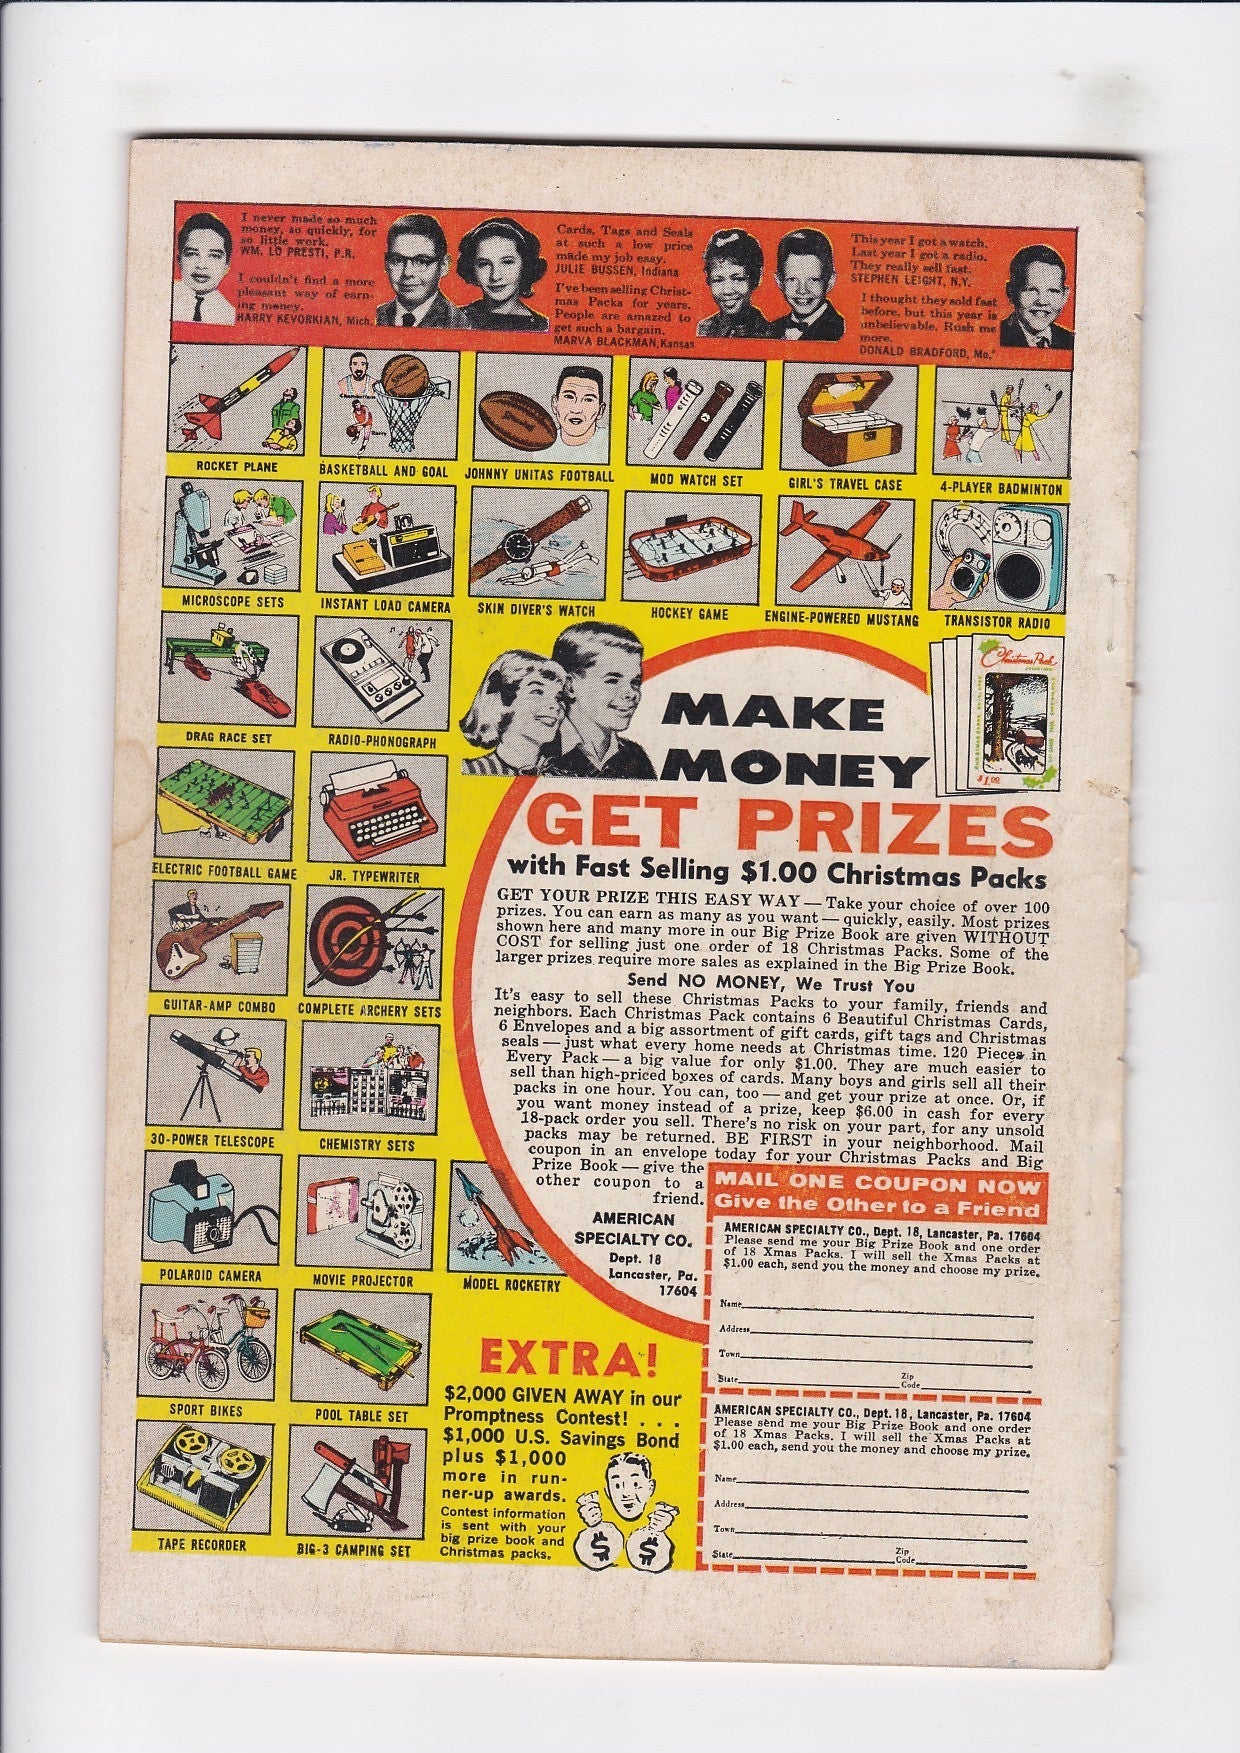 I never made so much
money, so quickly, for
so little work.
WM. LO PRESTI, P.R.
I couldn't find a more
pleasant way of earn-
ing money.
HARRY KEVORKIAN, Mich.
Cards, Tags and Seals
at such a low price
made my job easy.
JULIE BUSSEN, Indiana
I've been selling Christ-
mas Packs for years.
People are amazed to
get such a bargain.
MARVA BLACKMAN, Kansas
This year I got a watch.
Last year I got a radio.
They really sell fast.
STEPHEN LEIGHT, N.Y.
I thought they sold fast
before, but this year is
unbelievable. Rush me
more.
DONALD BRADFORD, Mo.
ROCKET PLANE
BASKETBALL AND GOAL
JOHNNY UNITAS FOOTBALL
MOD WATCH SET
GIRL'S TRAVEL CASE
4-PLAYER BADMINTON
MICROSCOPE SETS
INSTANT LOAD CAMERA
SKIN DIVER'S WATCH
HOCKEY GAME
ENGINE-POWERED MUSTANG
TRANSISTOR RADIO
DRAG RACE SET
RADIO-PHONOGRAPH
ELECTRIC FOOTBALL GAME
JR. TYPEWRITER
GUITAR-AMP COMBO
COMPLETE ARCHERY SETS
30-POWER TELESCOPE
CHEMISTRY SETS
POLAROID CAMERA
MOVIE PROJECTOR
MODEL ROCKETRY
SPORT BIKES
POOL TABLE SET
TAPE RECORDER
BIG-3 CAMPING SET
Christmas Pack
$1.00
MAKE
MONEY
GET PRIZES
with Fast Selling $1.00 Christmas Packs
GET YOUR PRIZE THIS EASY WAY — Take your choice of over 100
prizes. You can earn as many as you want — quickly, easily. Most prizes
shown here and many more in our Big Prize Book are given WITHOUT
COST for selling just one order of 18 Christmas Packs. Some of the
larger prizes require more sales as explained in the Big Prize Book.
Send NO MONEY, We Trust You
It's easy to sell these Christmas Packs to your family, friends and
neighbors. Each Christmas Pack contains 6 Beautiful Christmas Cards,
6 Envelopes and a big assortment of gift cards, gift tags and Christmas
seals — just what every home needs at Christmas time. 120 Pieces in
Every Pack — a big value for only $1.00. They are much easier to
sell than high-priced boxes of cards. Many boys and girls sell all their
packs in one hour. You can, too — and get your prize at once. Or, if
you want money instead of a prize, keep $6.00 in cash for every
18-pack order you sell. There's no risk on your part, for any unsold
packs may be returned. BE FIRST in your neighborhood. Mail
coupon in an envelope today for your Christmas Packs and Big
Prize Book — give the
other coupon to a
friend.
AMERICAN
SPECIALTY CO.
Dept. 18
Lancaster, Pa.
17604
MAIL ONE COUPON NOW
Give the Other to a Friend
AMERICAN SPECIALTY CO., Dept. 18, Lancaster, Pa. 17604
Please send me your Big Prize Book and one order
of 18 Xmas Packs. I will sell the Xmas Packs at
$1.00 each, send you the money and choose my prize.
Name
Address
Town
State Zip Code
AMERICAN SPECIALTY CO., Dept. 18, Lancaster, Pa. 17604
Please send me your Big Prize Book and one order
of 18 Xmas Packs. I will sell the Xmas Packs at
$1.00 each, send you the money and choose my prize.
Name
Address
Town
State Zip Code
EXTRA!
$2,000 GIVEN AWAY in our
Promptness Contest! . . .
$1,000 U.S. Savings Bond
plus $1,000
more in run-
ner-up awards.
Contest information
is sent with your
big prize book and
Christmas packs.
$ $